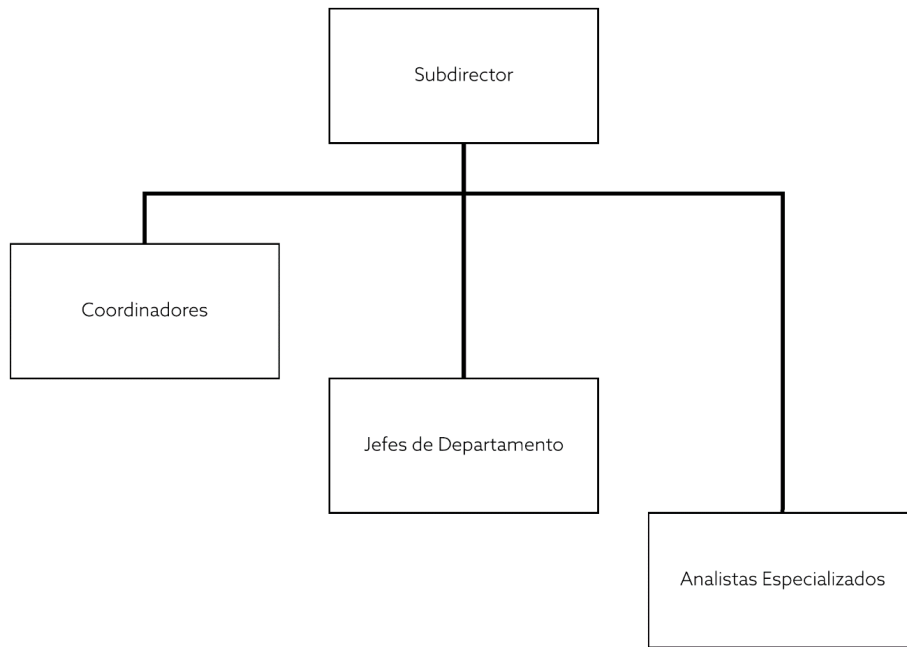 Subdirector
Coordinadores
Jefes de Departamento
Analistas Especializados